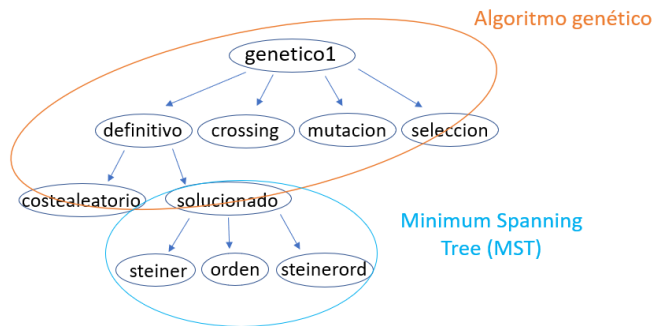 Algoritmo genético
genetico1
definitivo
crossing
mutacion
seleccion
costealeatorio
solucionado
Minimum Spanning
Tree (MST)
steiner
orden
steinerord